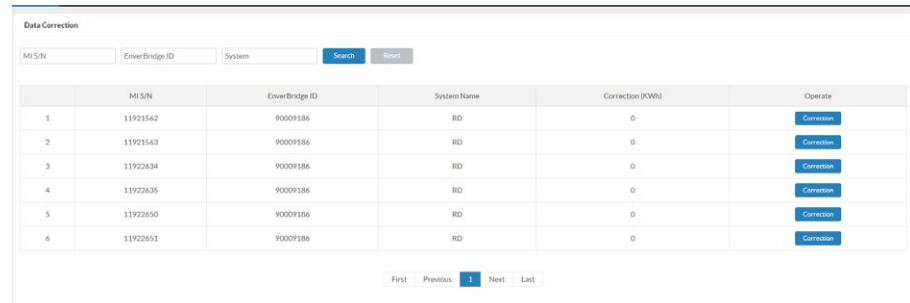 Data Correction
MI S/N EnverBridge ID System Search Reset
MI S/N EnverBridge ID System Name Correction (KWh) Operate
1 11921562 90009186 RD 0 Correction
2 11921563 90009186 RD 0 Correction
3 11922634 90009186 RD 0 Correction
4 11922635 90009186 RD 0 Correction
5 11922650 90009186 RD 0 Correction
6 11922651 90009186 RD 0 Correction
First Previous 1 Next Last